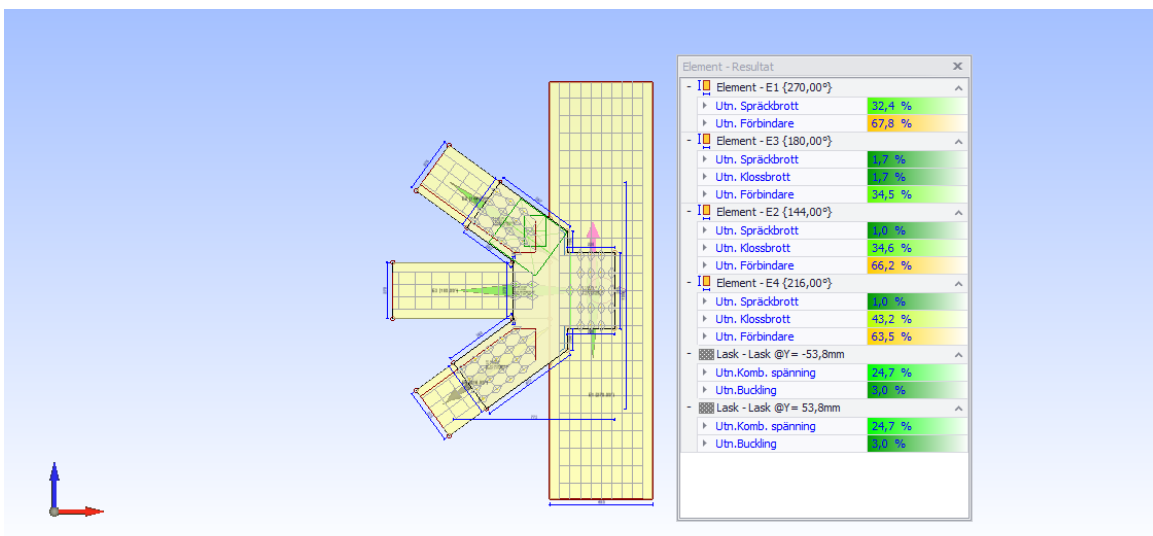 Element - Resultat
Element - E1 {270,00°}
Utn. Spräckbrott 32,4 %
Utn. Förbindare 67,8 %
Element - E3 {180,00°}
Utn. Spräckbrott 1,7 %
Utn. Klossbrott 1,7 %
Utn. Förbindare 34,5 %
Element - E2 {144,00°}
Utn. Spräckbrott 1,0 %
Utn. Klossbrott 34,6 %
Utn. Förbindare 66,2 %
Element - E4 {216,00°}
Utn. Spräckbrott 1,0 %
Utn. Klossbrott 43,2 %
Utn. Förbindare 63,5 %
Lask - Lask @Y= -53,8mm
Utn.Komb. spänning 24,7 %
Utn.Buckling 3,0 %
Lask - Lask @Y= 53,8mm
Utn.Komb. spänning 24,7 %
Utn.Buckling 3,0 %